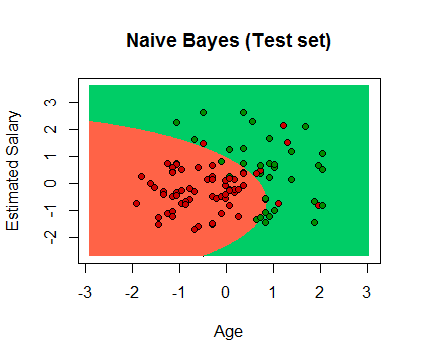 Naive Bayes (Test set)
Estimated Salary
3
2
1
0
-1
-2
-3 -2 -1 0 1 2 3
Age